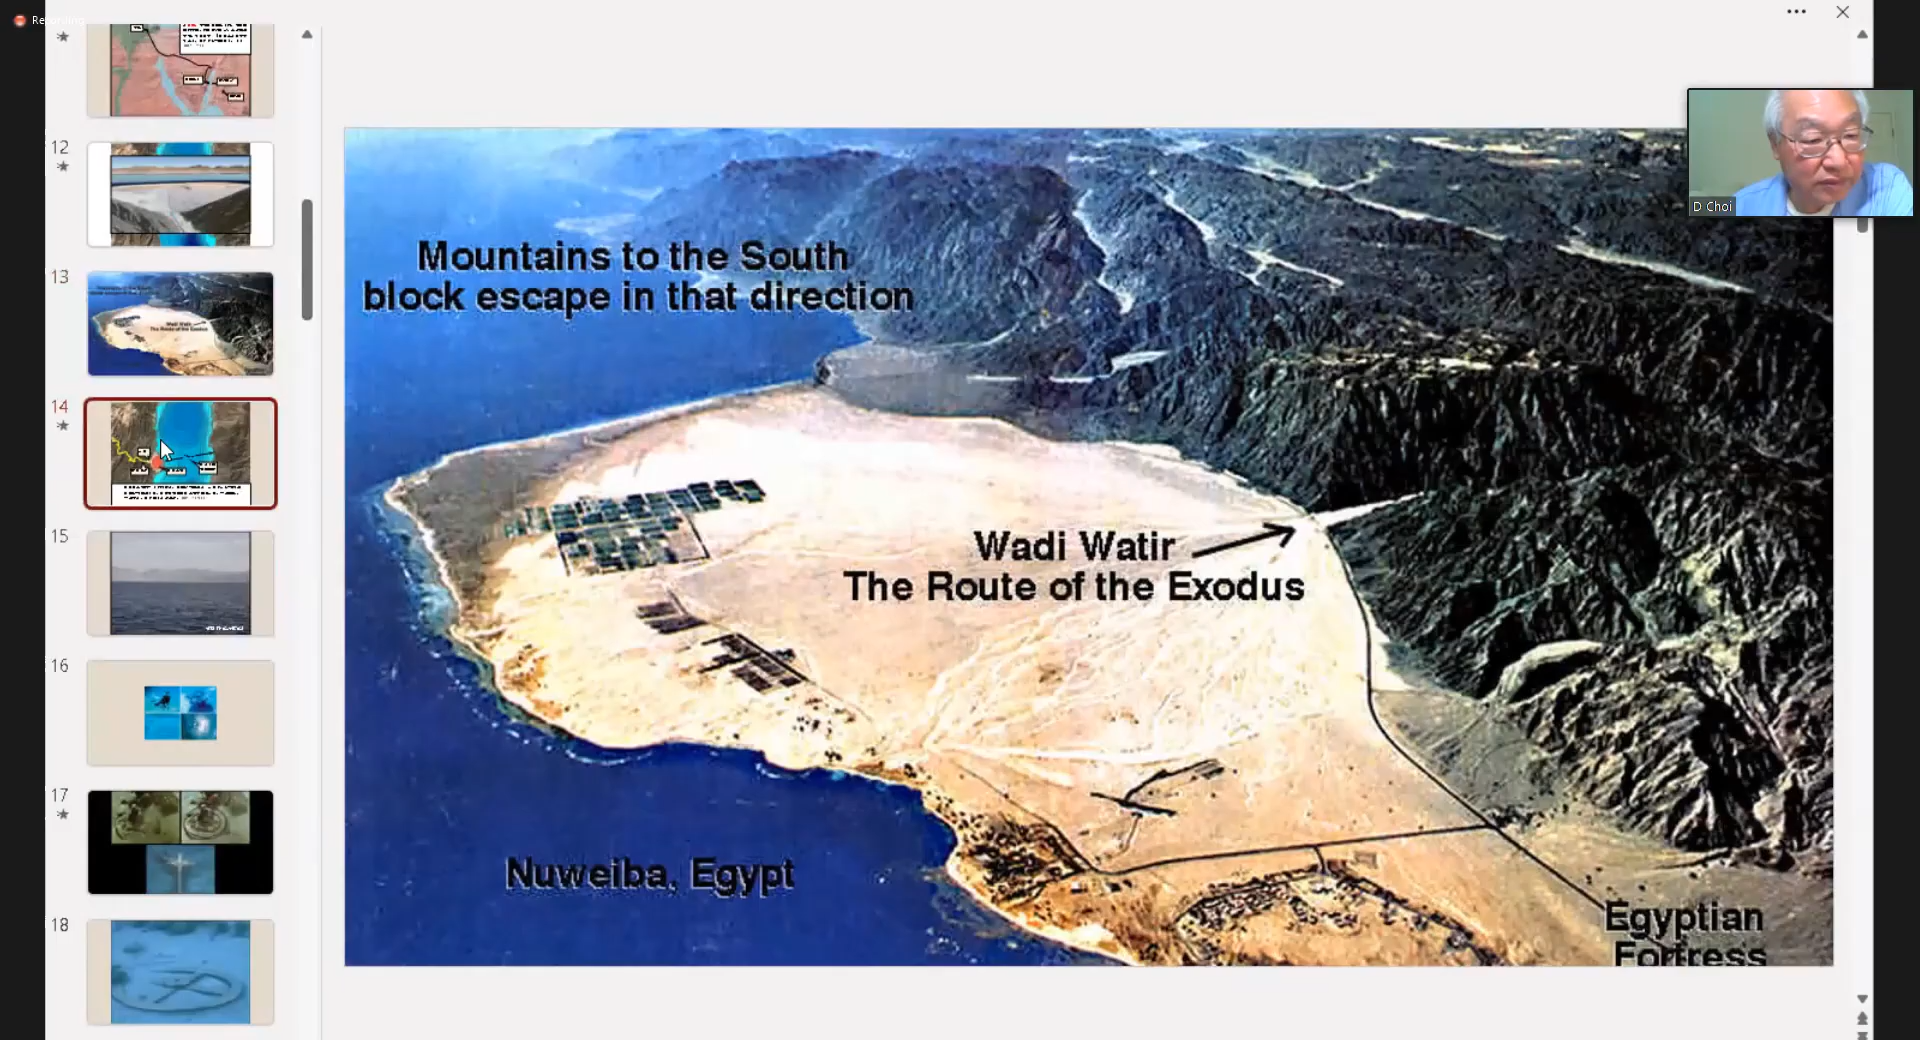 Recording
12
13
14
15
16
17
18
Mountains to the South
block escape in that direction
Wadi Watir
The Route of the Exodus
Nuweiba, Egypt
Egyptian
Fortress
D Choi